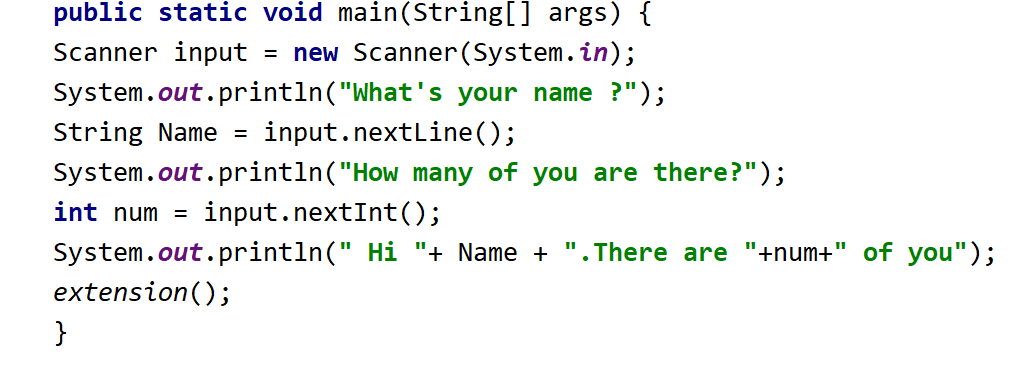 public static void main(String[] args) {
Scanner input = new Scanner(System.in);
System.out.println("What's your name ?");
String Name = input.nextLine();
System.out.println("How many of you are there?");
int num = input.nextInt();
System.out.println(" Hi "+ Name + ".There are "+num+" of you");
extension();
}